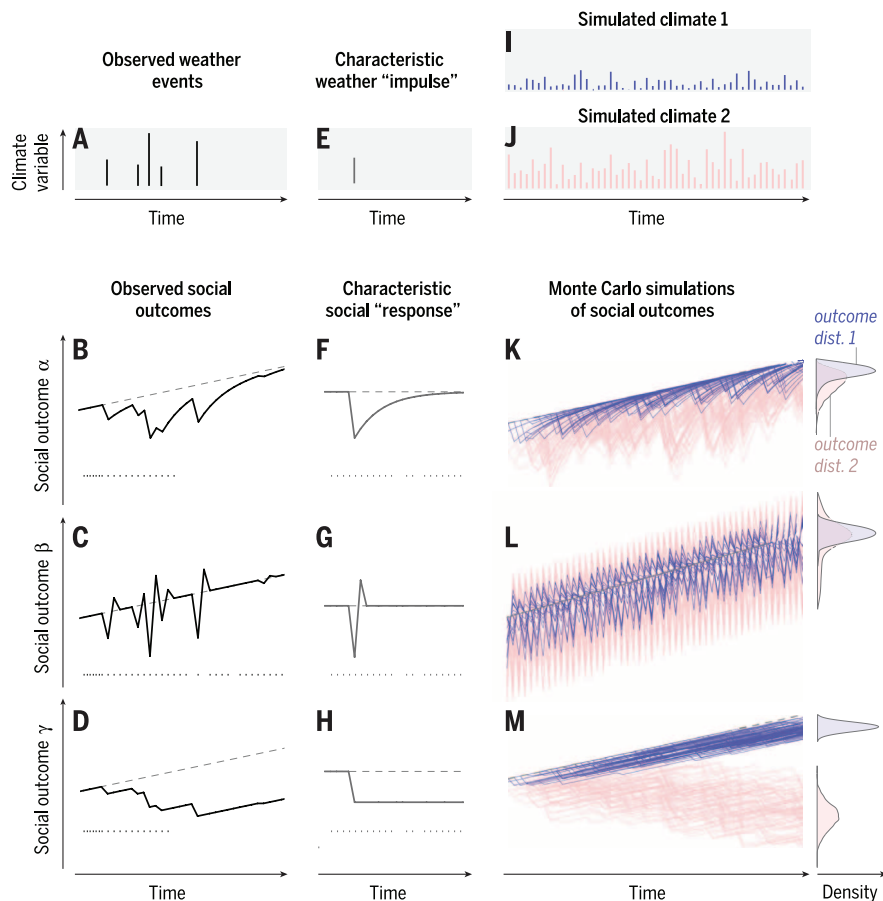 Observed weather
events
Characteristic
weather “impulse”
I
Simulated climate 1
J
Simulated climate 2
A
E
Climate
variable
Time
Time
Time
Observed social
outcomes
Characteristic
social “response”
Monte Carlo simulations
of social outcomes
outcome
dist. 1
outcome
dist. 2
B
F
K
Social outcome α
C
G
L
Social outcome β
D
H
M
Social outcome γ
Time
Time
Time
Density